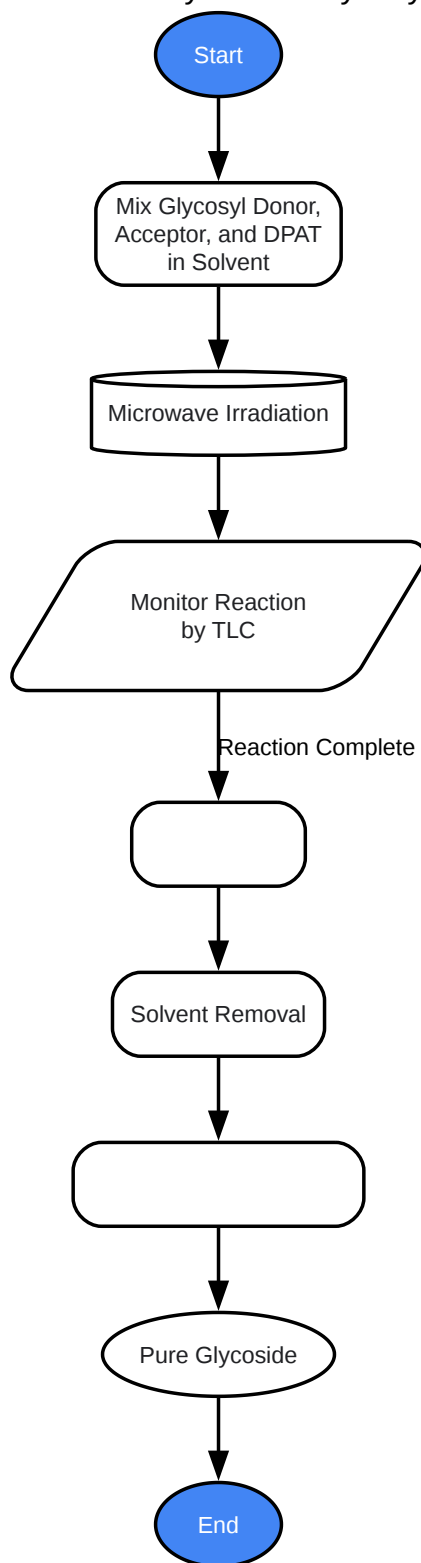 Start
Mix Glycosyl Donor,
Acceptor, and DPAT
in Solvent
Microwave Irradiation
Monitor Reaction
by TLC
Reaction Complete
Solvent Removal
Pure Glycoside
End